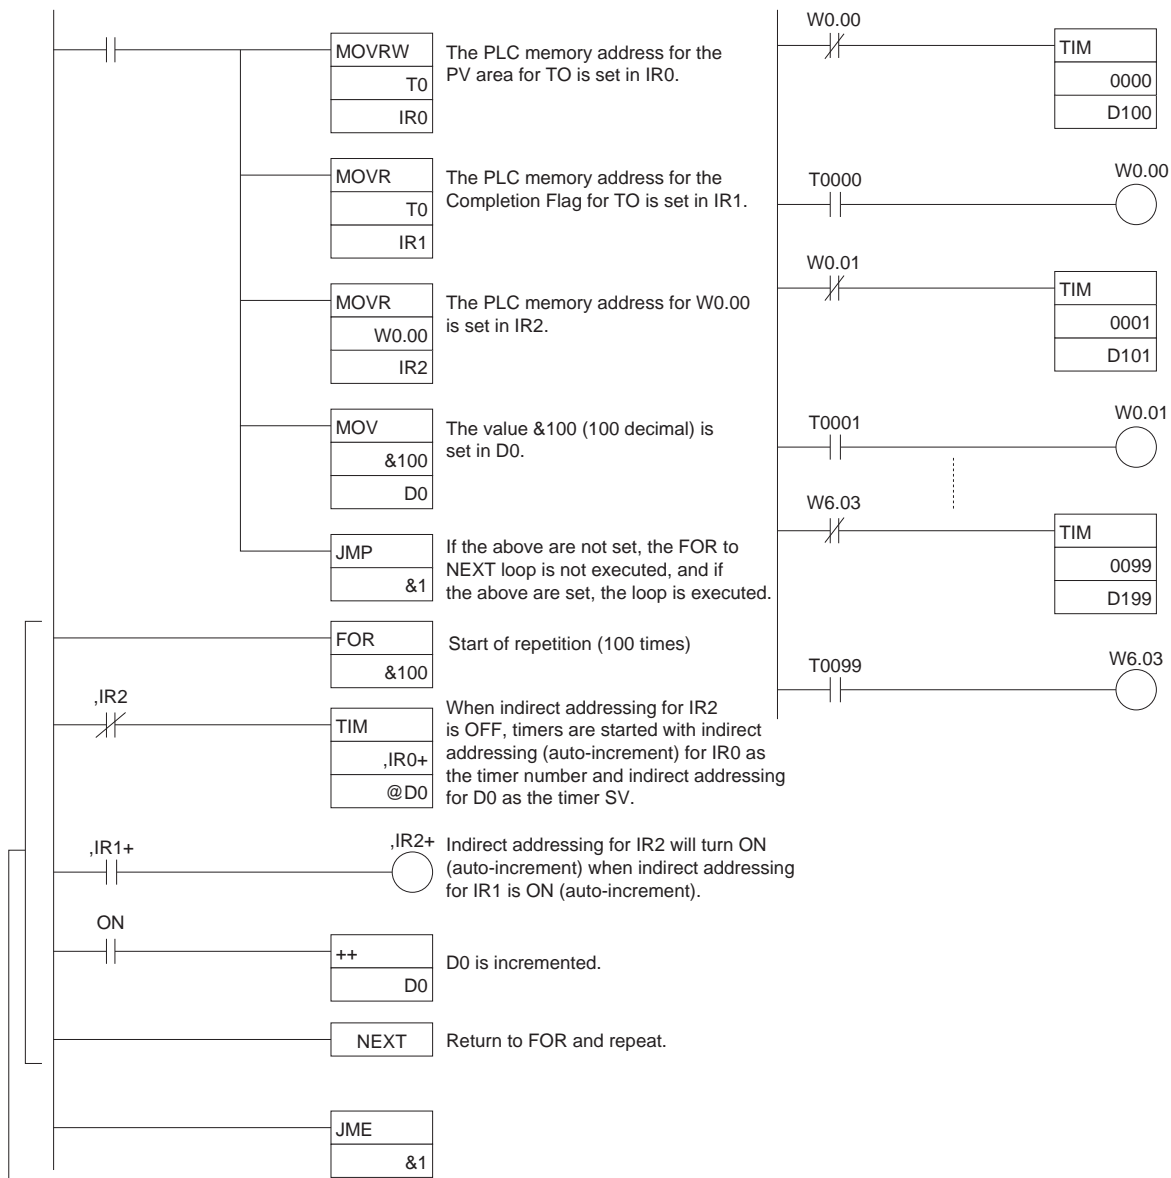 MOVRW
T0
IR0
The PLC memory address for the
PV area for TO is set in IR0.
MOVR
T0
IR1
The PLC memory address for the
Completion Flag for TO is set in IR1.
MOVR
W0.00
IR2
The PLC memory address for W0.00
is set in IR2.
MOV
&100
D0
The value &100 (100 decimal) is
set in D0.
JMP
&1
If the above are not set, the FOR to
NEXT loop is not executed, and if
the above are set, the loop is executed.
FOR
&100
Start of repetition (100 times)
,IR2
TIM
,IR0+
@D0
When indirect addressing for IR2
is OFF, timers are started with indirect
addressing (auto-increment) for IR0 as
the timer number and indirect addressing
for D0 as the timer SV.
,IR1+
,IR2+
Indirect addressing for IR2 will turn ON
(auto-increment) when indirect addressing
for IR1 is ON (auto-increment).
ON
++
D0
D0 is incremented.
NEXT
Return to FOR and repeat.
JME
&1
W0.00
TIM
0000
D100
T0000
W0.00
W0.01
TIM
0001
D101
T0001
W0.01
W6.03
TIM
0099
D199
T0099
W6.03